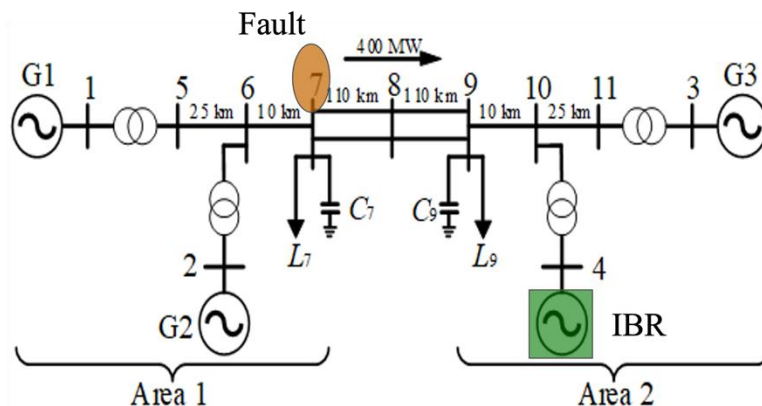 Fault
400 MW
G1 1 5 6 7 8 9 10 11 3 G3
25 km 10 km 110 km 110 km 10 km 25 km
C7 C9
L7 L9
2 4
G2 IBR
Area 1 Area 2